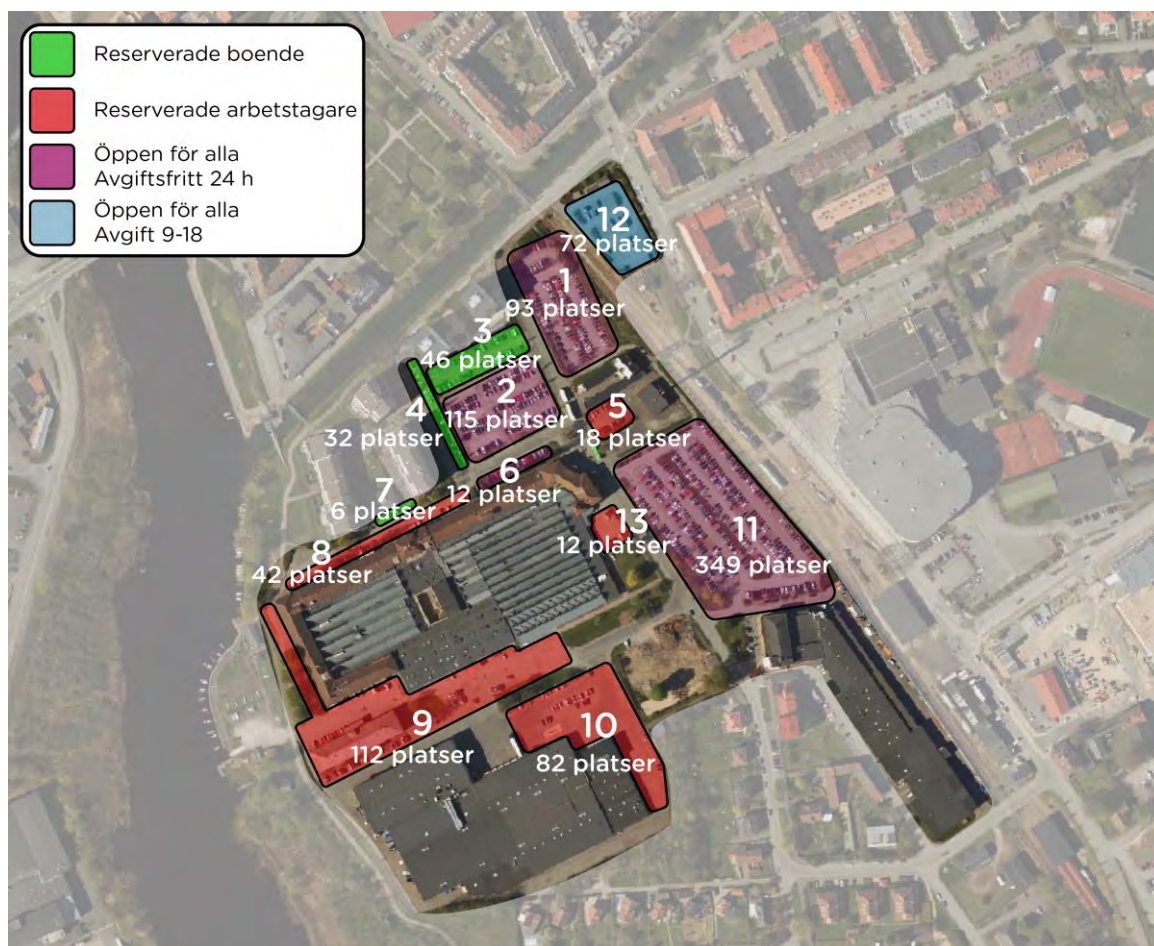 Reserverade boende
Reserverade arbetstagare
Öppen för alla
Avgiftsfritt 24 h
Öppen för alla
Avgift 9-18
12
72 platser
1
93 platser
3
46 platser
2
115 platser
4
32 platser
5
18 platser
6
12 platser
7
6 platser
8
42 platser
13
12 platser
11
349 platser
9
112 platser
10
82 platser